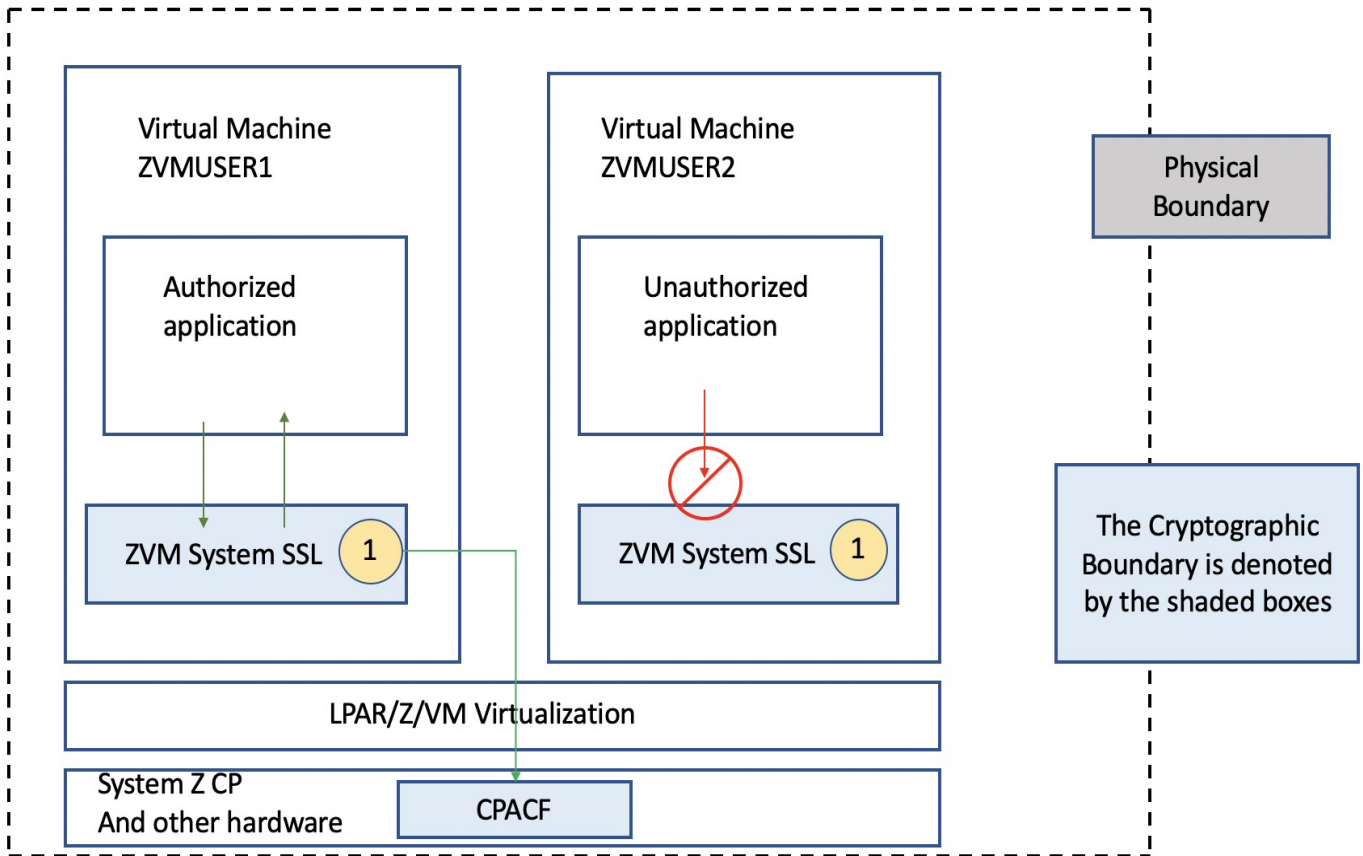 Virtual Machine
ZVMUSER1
Authorized
application
ZVM System SSL
1
Virtual Machine
ZVMUSER2
Unauthorized
application
ZVM System SSL
1
LPAR/Z/VM Virtualization
System Z CP
And other hardware
CPACF
Physical
Boundary
The Cryptographic
Boundary is denoted
by the shaded boxes